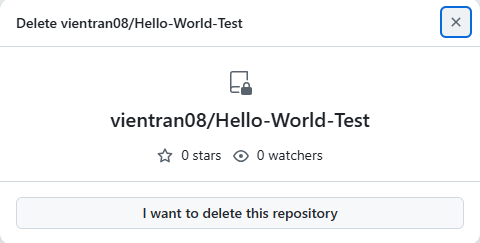 Delete vientran08/Hello-World-Test
vientran08/Hello-World-Test
0 stars 0 watchers
I want to delete this repository